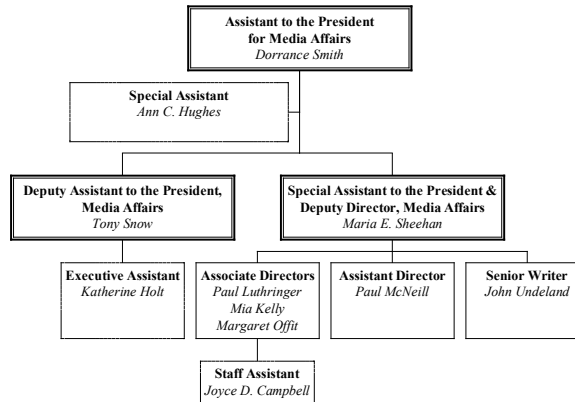 Assistant to the President
for Media Affairs
Dorrance Smith
Special Assistant
Ann C. Hughes
Deputy Assistant to the President,
Media Affairs
Tony Snow
Special Assistant to the President &
Deputy Director, Media Affairs
Maria E. Sheehan
Executive Assistant
Katherine Holt
Associate Directors
Paul Luthringer
Mia Kelly
Margaret Offit
Assistant Director
Paul McNeill
Senior Writer
John Undeland
Staff Assistant
Joyce D. Campbell